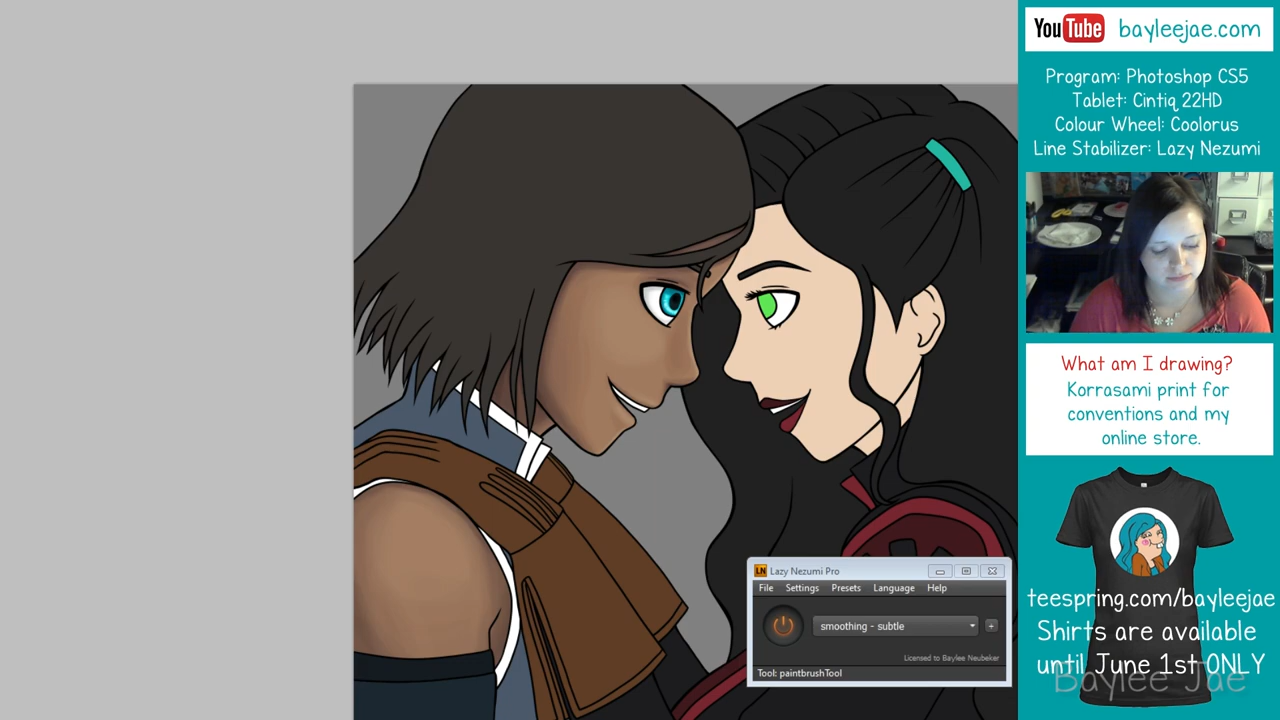 YouTube bayleejae.com
Program: Photoshop CS5
Tablet: Cintiq 22HD
Colour Wheel: Coolorus
Line Stabilizer: Lazy Nezumi
What am I drawing?
Korrasami print for
conventions and my
online store.
LN Lazy Nezumi Pro
File Settings Presets Language Help
smoothing - subtle
+
Licensed to Baylee Neubeker
Tool: paintbrushTool
teespring.com/bayleejae
Shirts are available
until June 1st ONLY
Baylee Jae